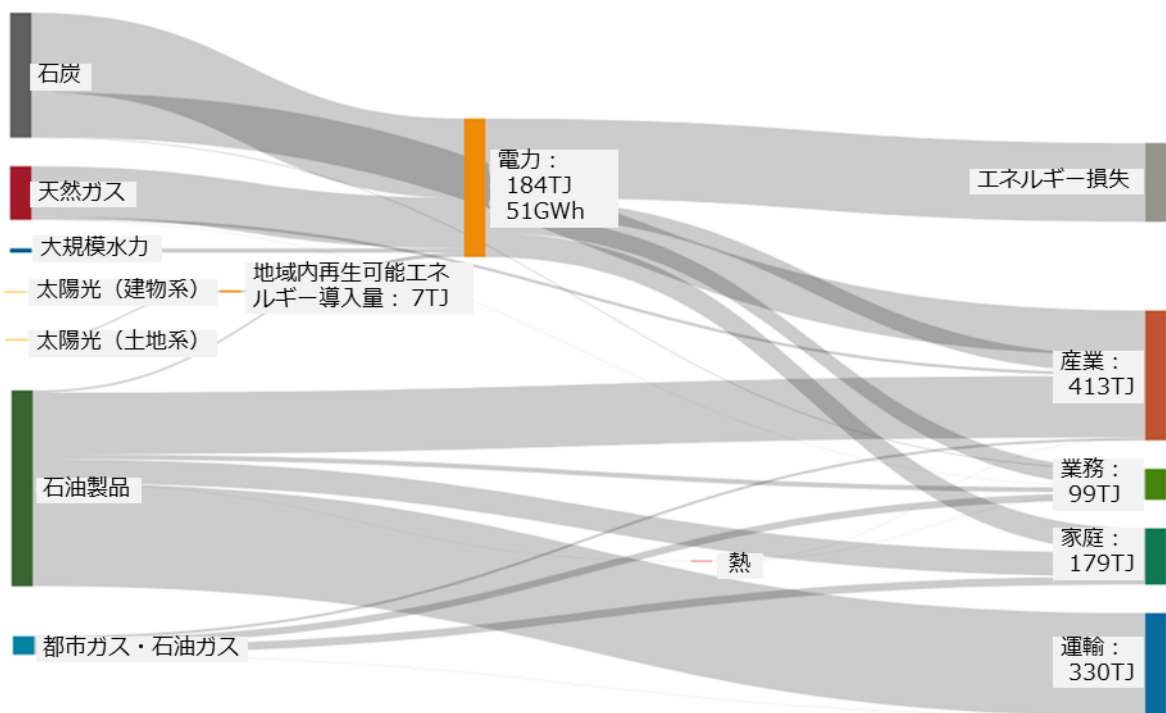 石炭
天然ガス
大規模水力
太陽光（建物系）
太陽光（土地系）
石油製品
都市ガス・石油ガス
地域内再生可能エネ
ルギー導入量：7TJ
電力：
184TJ
51GWh
熱
エネルギー損失
産業：
413TJ
業務：
99TJ
家庭：
179TJ
運輸：
330TJ